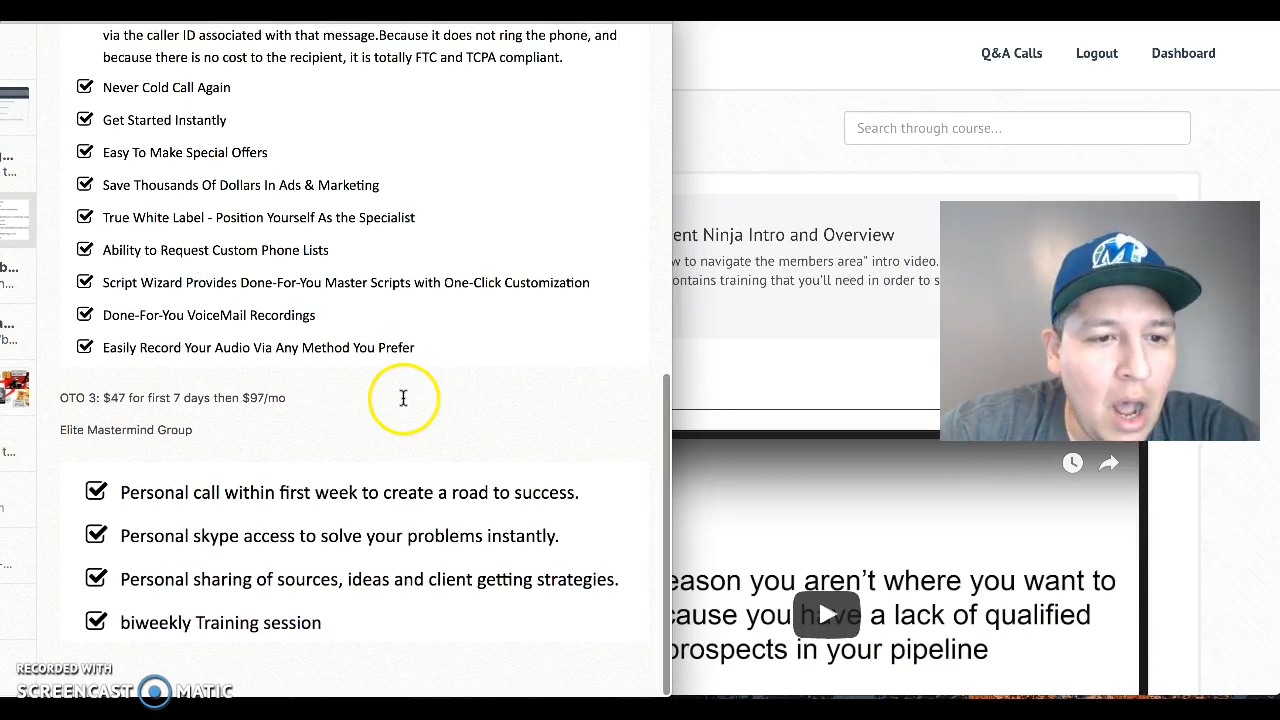 via the caller ID associated with that message.Because it does not ring the phone, and
because there is no cost to the recipient, it is totally FTC and TCPA compliant.
Never Cold Call Again
Get Started Instantly
Easy To Make Special Offers
Save Thousands Of Dollars In Ads & Marketing
True White Label - Position Yourself As the Specialist
Ability to Request Custom Phone Lists
Script Wizard Provides Done-For-You Master Scripts with One-Click Customization
Done-For-You VoiceMail Recordings
Easily Record Your Audio Via Any Method You Prefer
OTO 3: $47 for first 7 days then $97/mo
Elite Mastermind Group
Personal call within first week to create a road to success.
Personal skype access to solve your problems instantly.
Personal sharing of sources, ideas and client getting strategies.
biweekly Training session
Q&A Calls Logout Dashboard
Search through course...
ent Ninja Intro and Overview
w to navigate the members area" intro video.
ontains training that you'll need in order to s
eason you aren't where you want to
cause you have a lack of qualified
prospects in your pipeline
RECORDED WITH
SCREENCAST MATIC